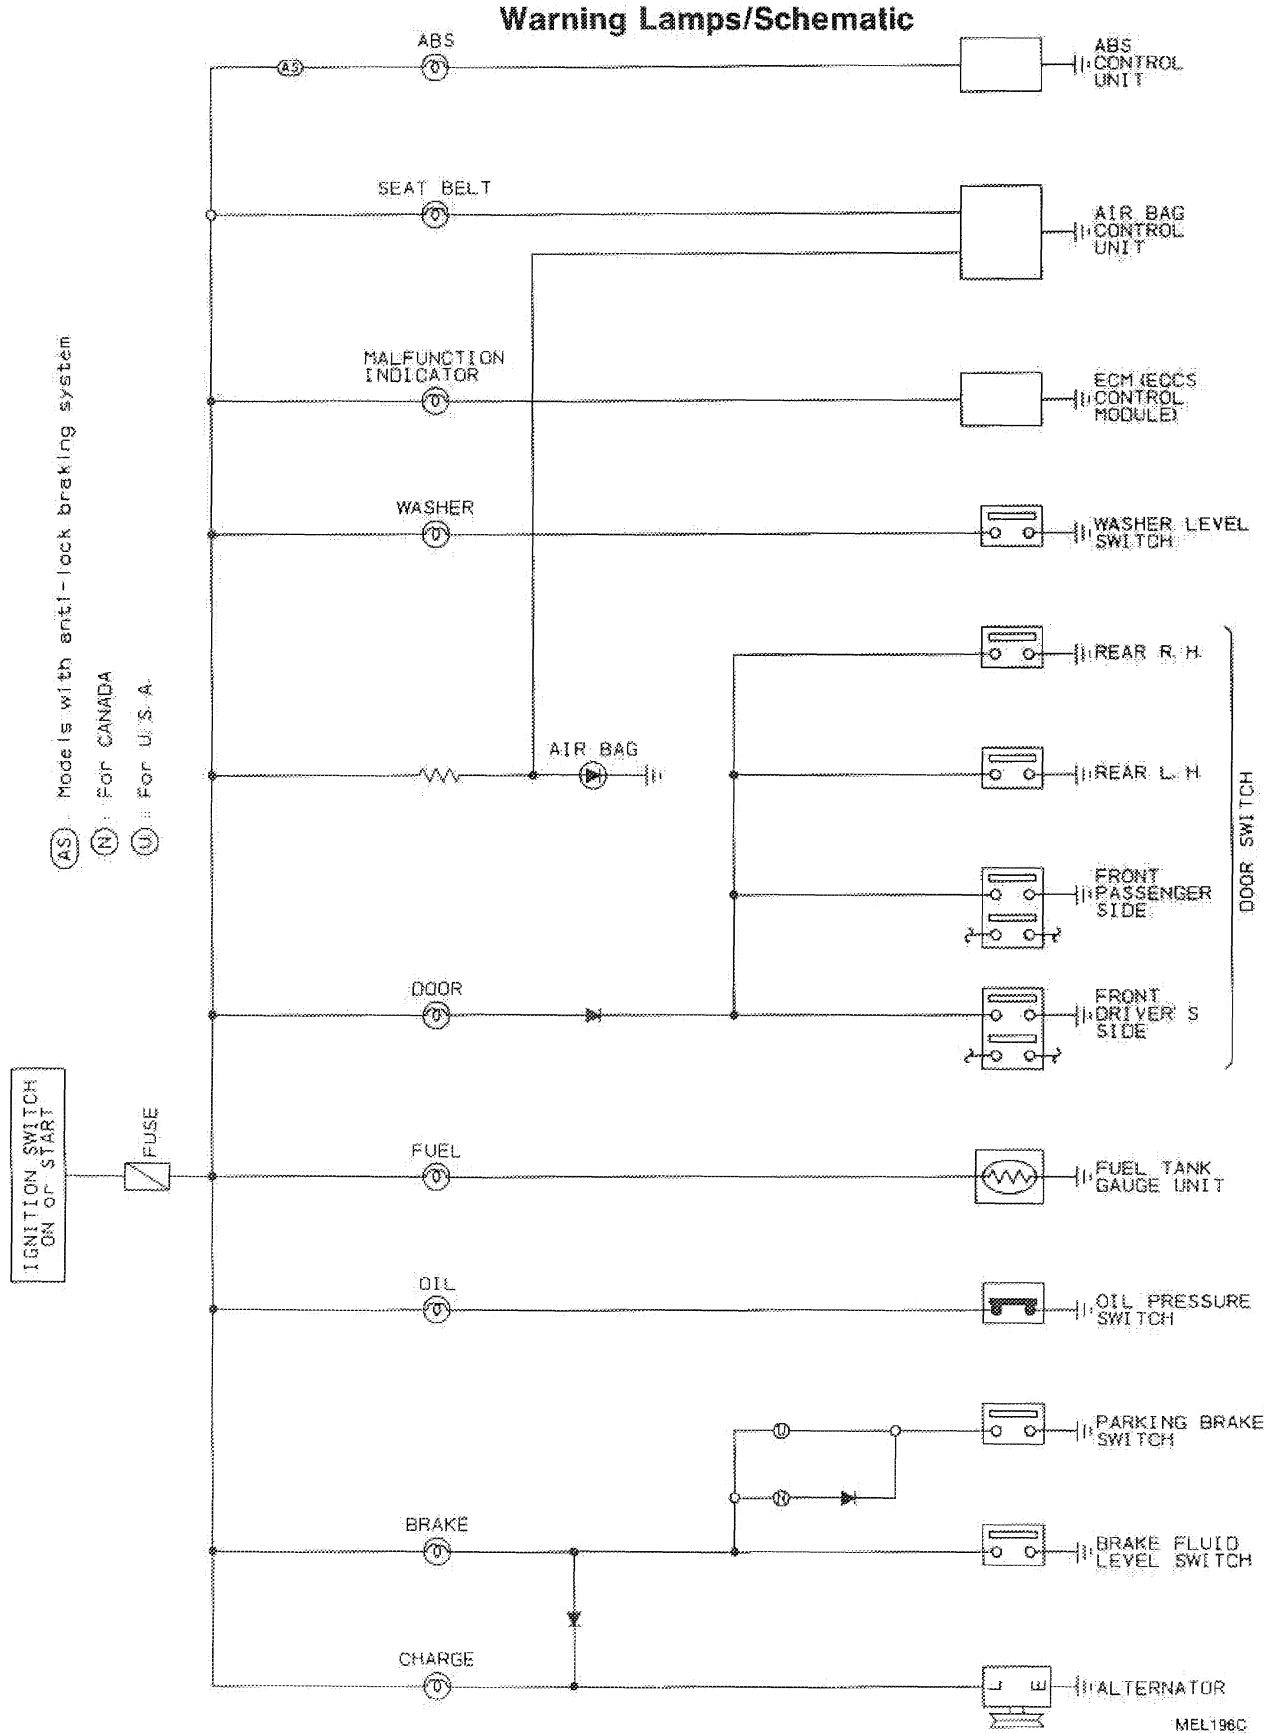 Warning Lamps/Schematic
ABS
AS
ABS
CONTROL
UNIT
SEAT BELT
AIR BAG
CONTROL
UNIT
MALFUNCTION
INDICATOR
ECM (ECCS
CONTROL
MODULE)
WASHER
WASHER LEVEL
SWITCH
REAR R.H.
AIR BAG
REAR L.H.
FRONT
PASSENGER
SIDE
DOOR
FRONT
DRIVER'S
SIDE
DOOR SWITCH
AS : Models with anti-lock braking system
N : For CANADA
U : For U.S.A.
IGNITION SWITCH
ON or START
FUSE
FUEL
FUEL TANK
GAUGE UNIT
OIL
OIL PRESSURE
SWITCH
U
PARKING BRAKE
SWITCH
N
BRAKE
BRAKE FLUID
LEVEL SWITCH
CHARGE
L E
ALTERNATOR
MEL196C